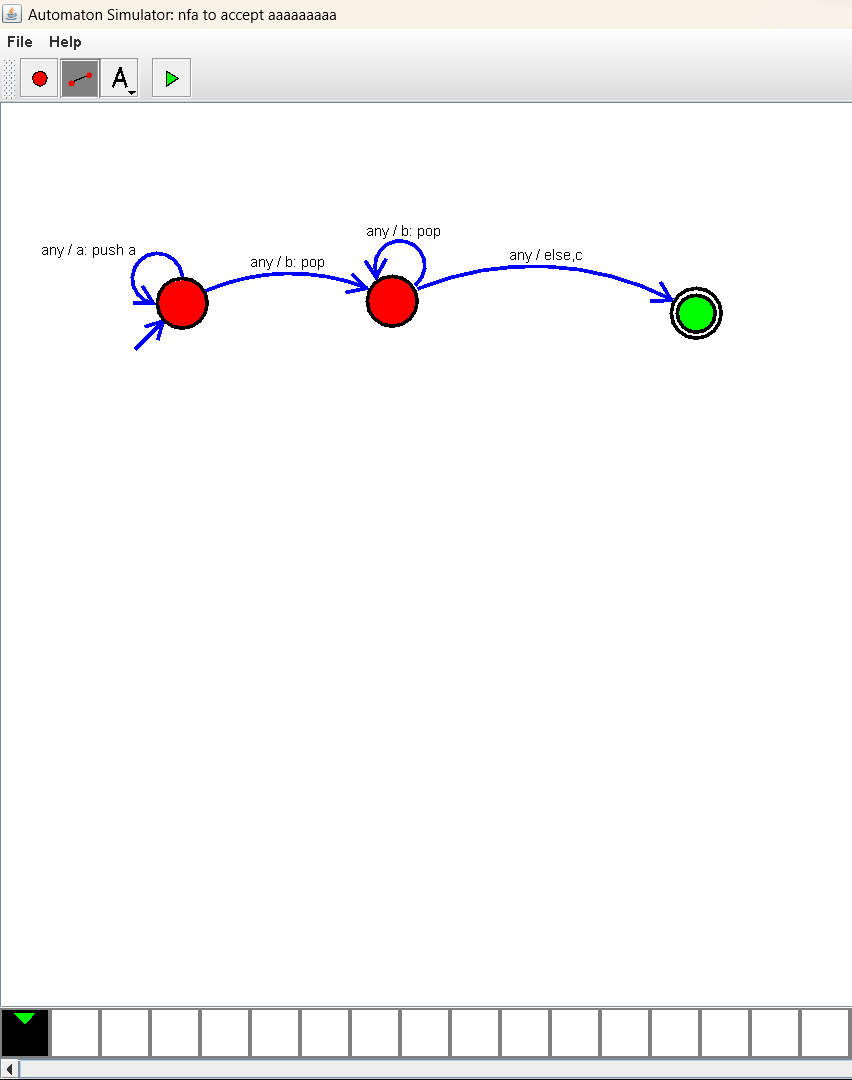 Automaton Simulator: nfa to accept aaaaaaaaa
File Help
A
any / b: pop
any / a: push a
any / b: pop
any / else,c